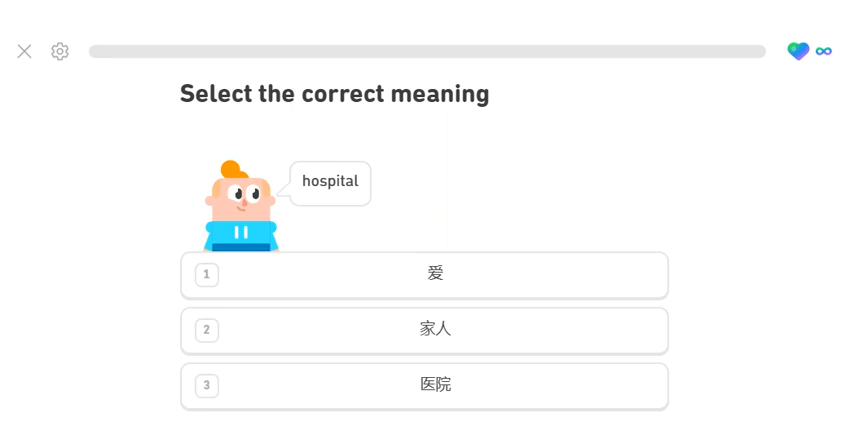 Select the correct meaning
hospital
1
爱
2
家人
3
医院